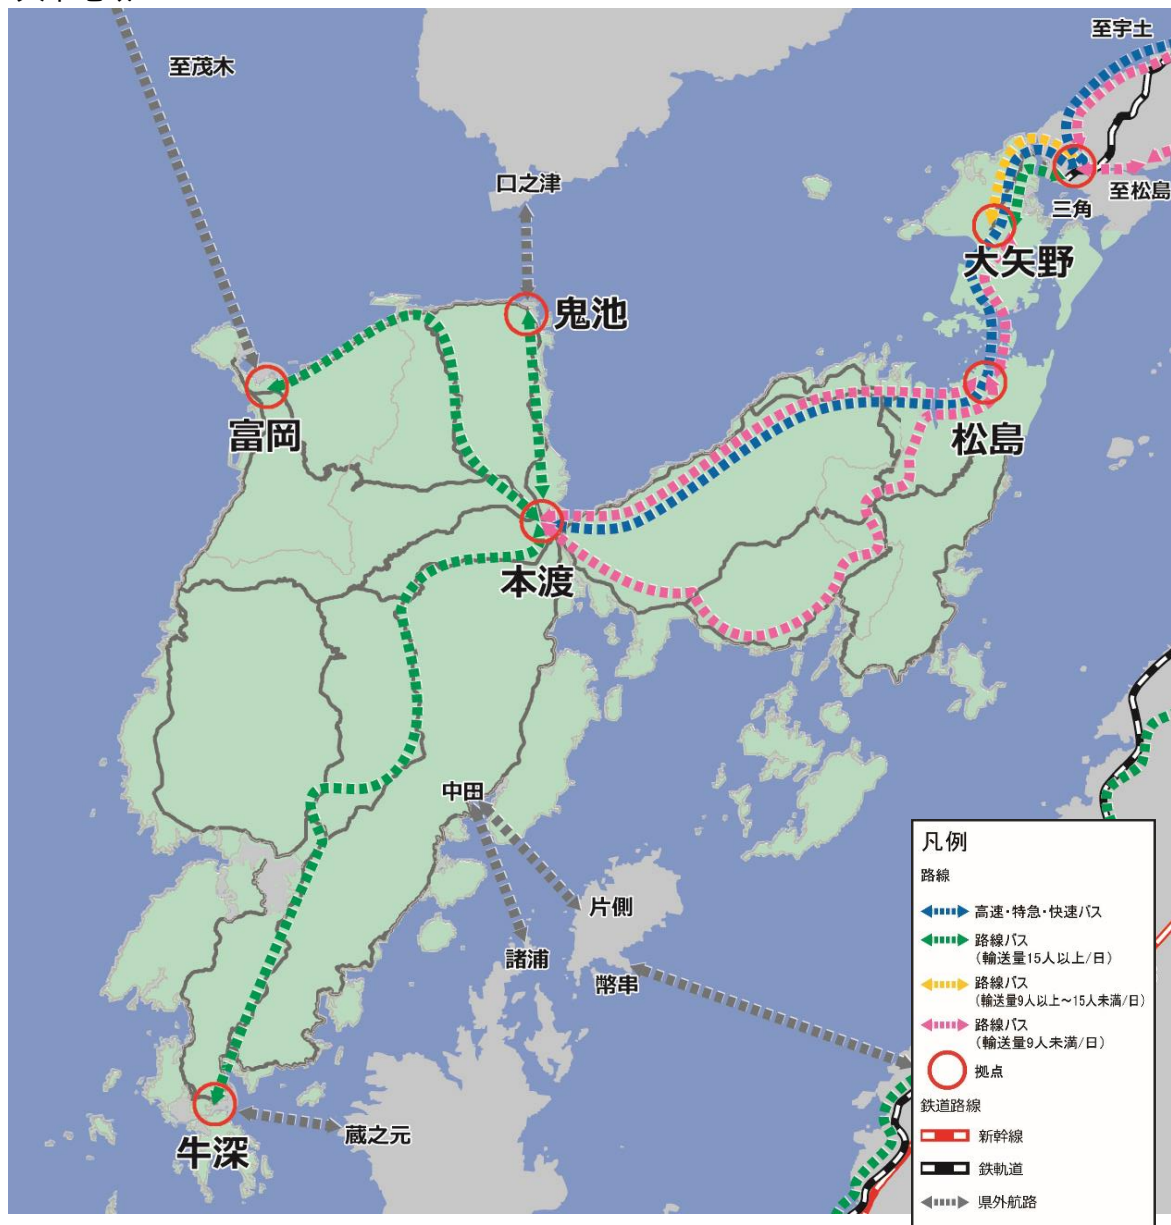 至宇土
至茂木
口之津
至松島
三角
大矢野
鬼池
富岡
松島
本渡
中田
片側
諸浦
幣串
蔵之元
牛深
凡例
路線
高速・特急・快速バス
路線バス
(輸送量15人以上/日)
路線バス
(輸送量9人以上～15人未満/日)
路線バス
(輸送量9人未満/日)
拠点
鉄道路線
新幹線
鉄軌道
県外航路